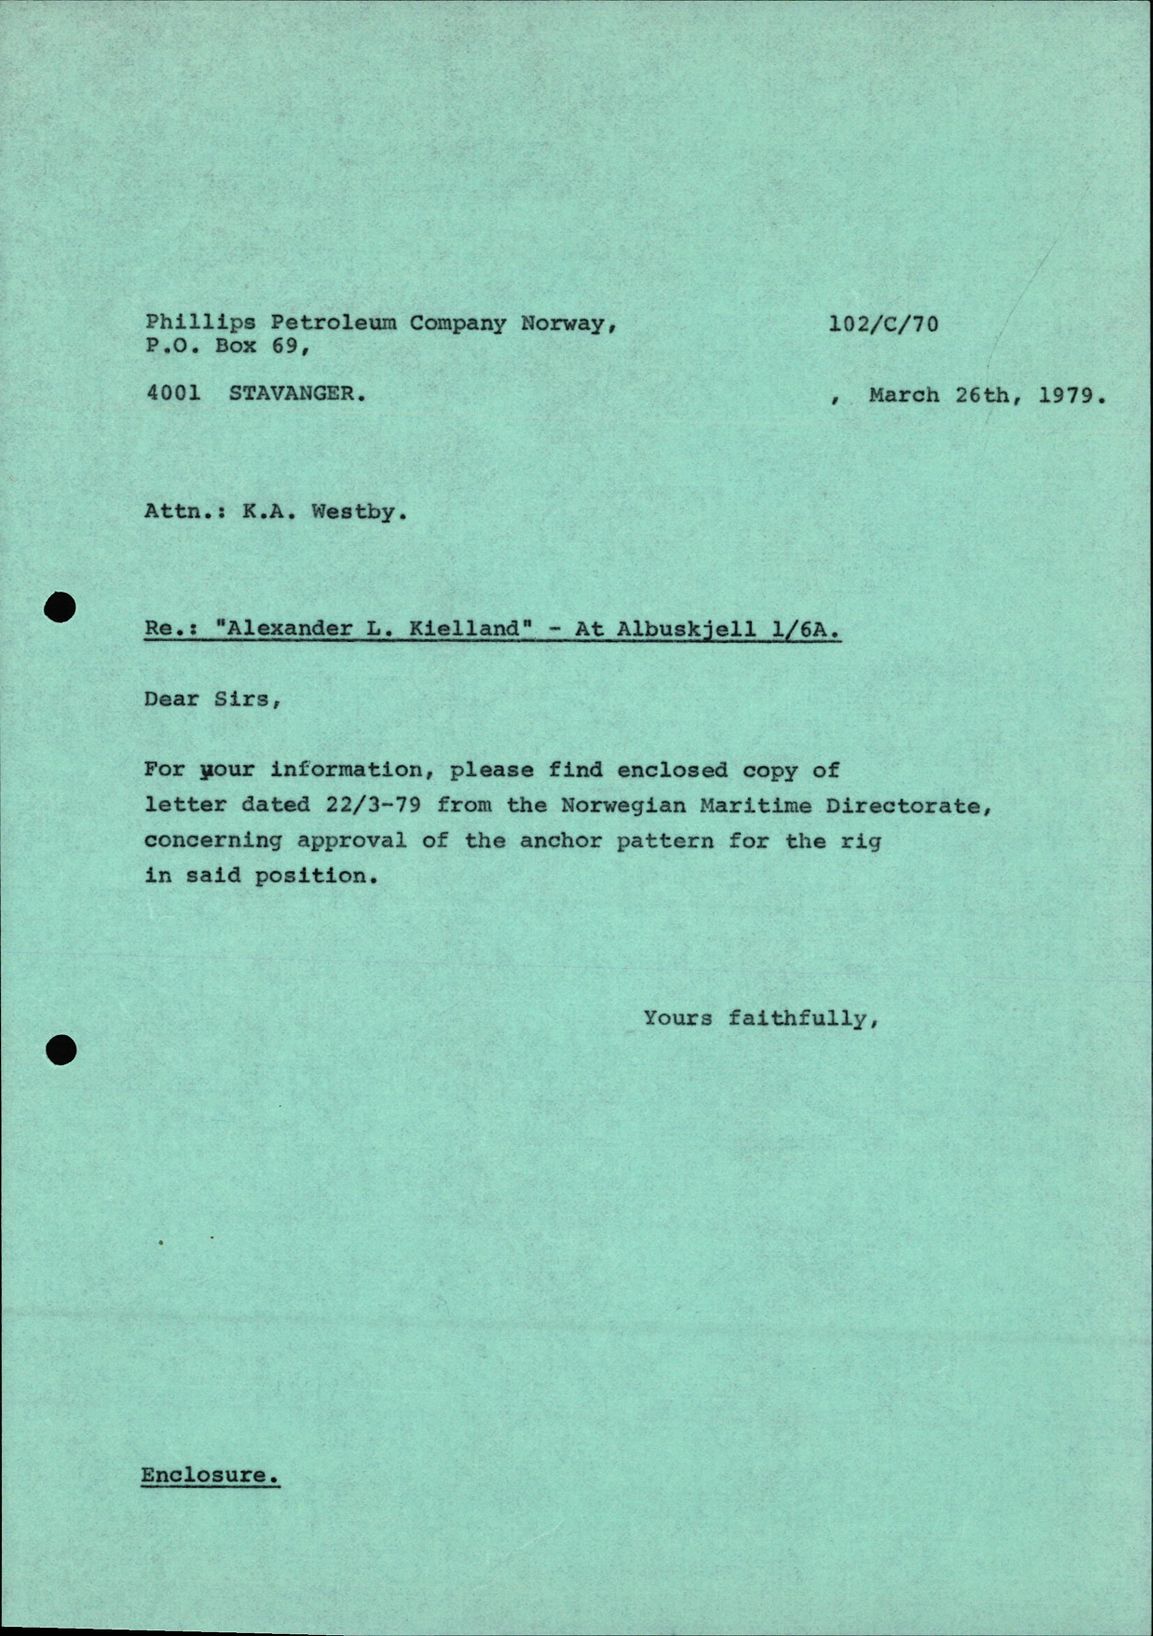 Phillips Petroleum Company Norway,
102/C/70
P.O. Box 69,
4001 STAVANGER.
, March 26th, 1979.
Attn.: K.A. Westby.
Re.: "Alexander L. Kielland" - At Albuskjell 1/6A.
Dear Sirs,
For your information, please find enclosed copy of
letter dated 22/3-79 from the Norwegian Maritime Directorate,
concerning approval of the anchor pattern for the rig
in said position.
Yours faithfully,
Enclosure.